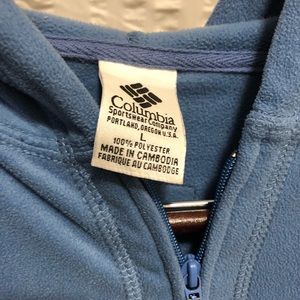 Columbia
Sportswear Company
PORTLAND, OREGON U.S.A.
L
100% POLYESTER
MADE IN CAMBODIA
FABRIQUE AU CAMBODGE